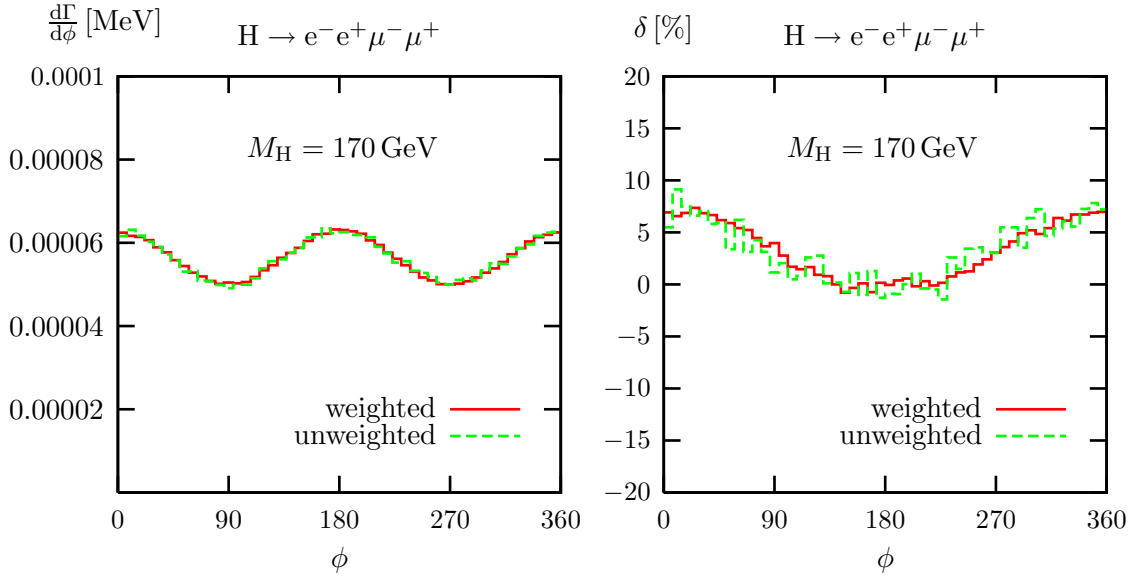 dΓ/dϕ [MeV]
H → e⁻e⁺μ⁻μ⁺
0.0001
0.00008
0.00006
0.00004
0.00002
M_H = 170 GeV
weighted
unweighted
0 90 180 270 360
ϕ
δ [%]
H → e⁻e⁺μ⁻μ⁺
20
15
10
5
0
−5
−10
−15
−20
M_H = 170 GeV
weighted
unweighted
0 90 180 270 360
ϕ